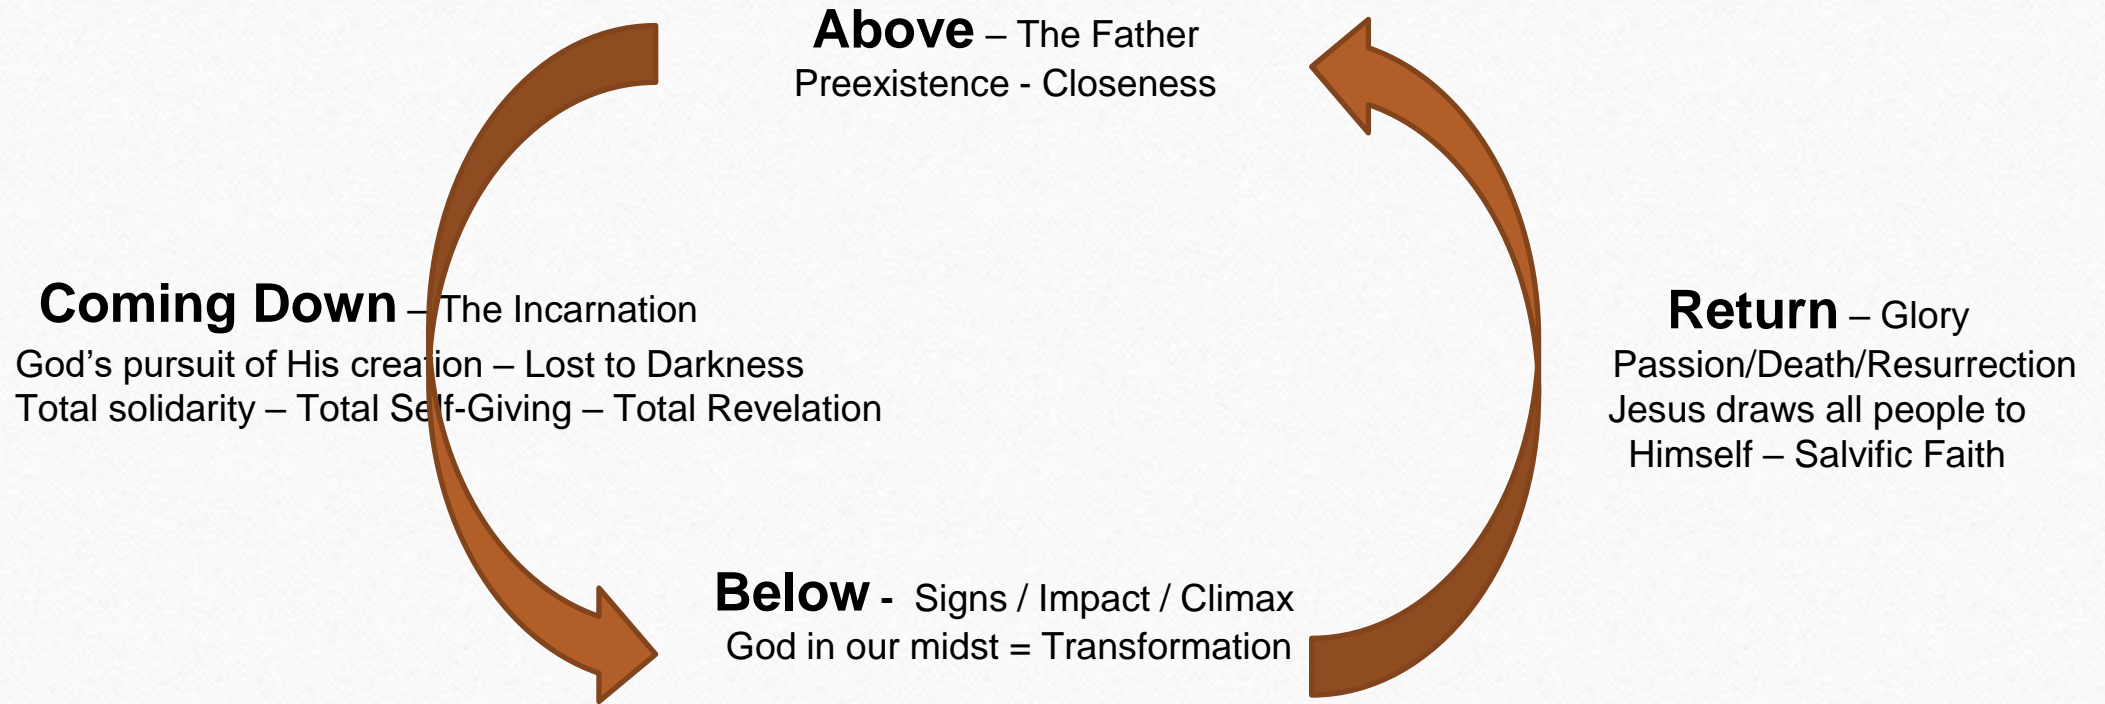 Above – The Father
Preexistence - Closeness
Coming Down – The Incarnation
God’s pursuit of His creation – Lost to Darkness
Total solidarity – Total Self-Giving – Total Revelation
Return – Glory
Passion/Death/Resurrection
Jesus draws all people to
Himself – Salvific Faith
Below - Signs / Impact / Climax
God in our midst = Transformation